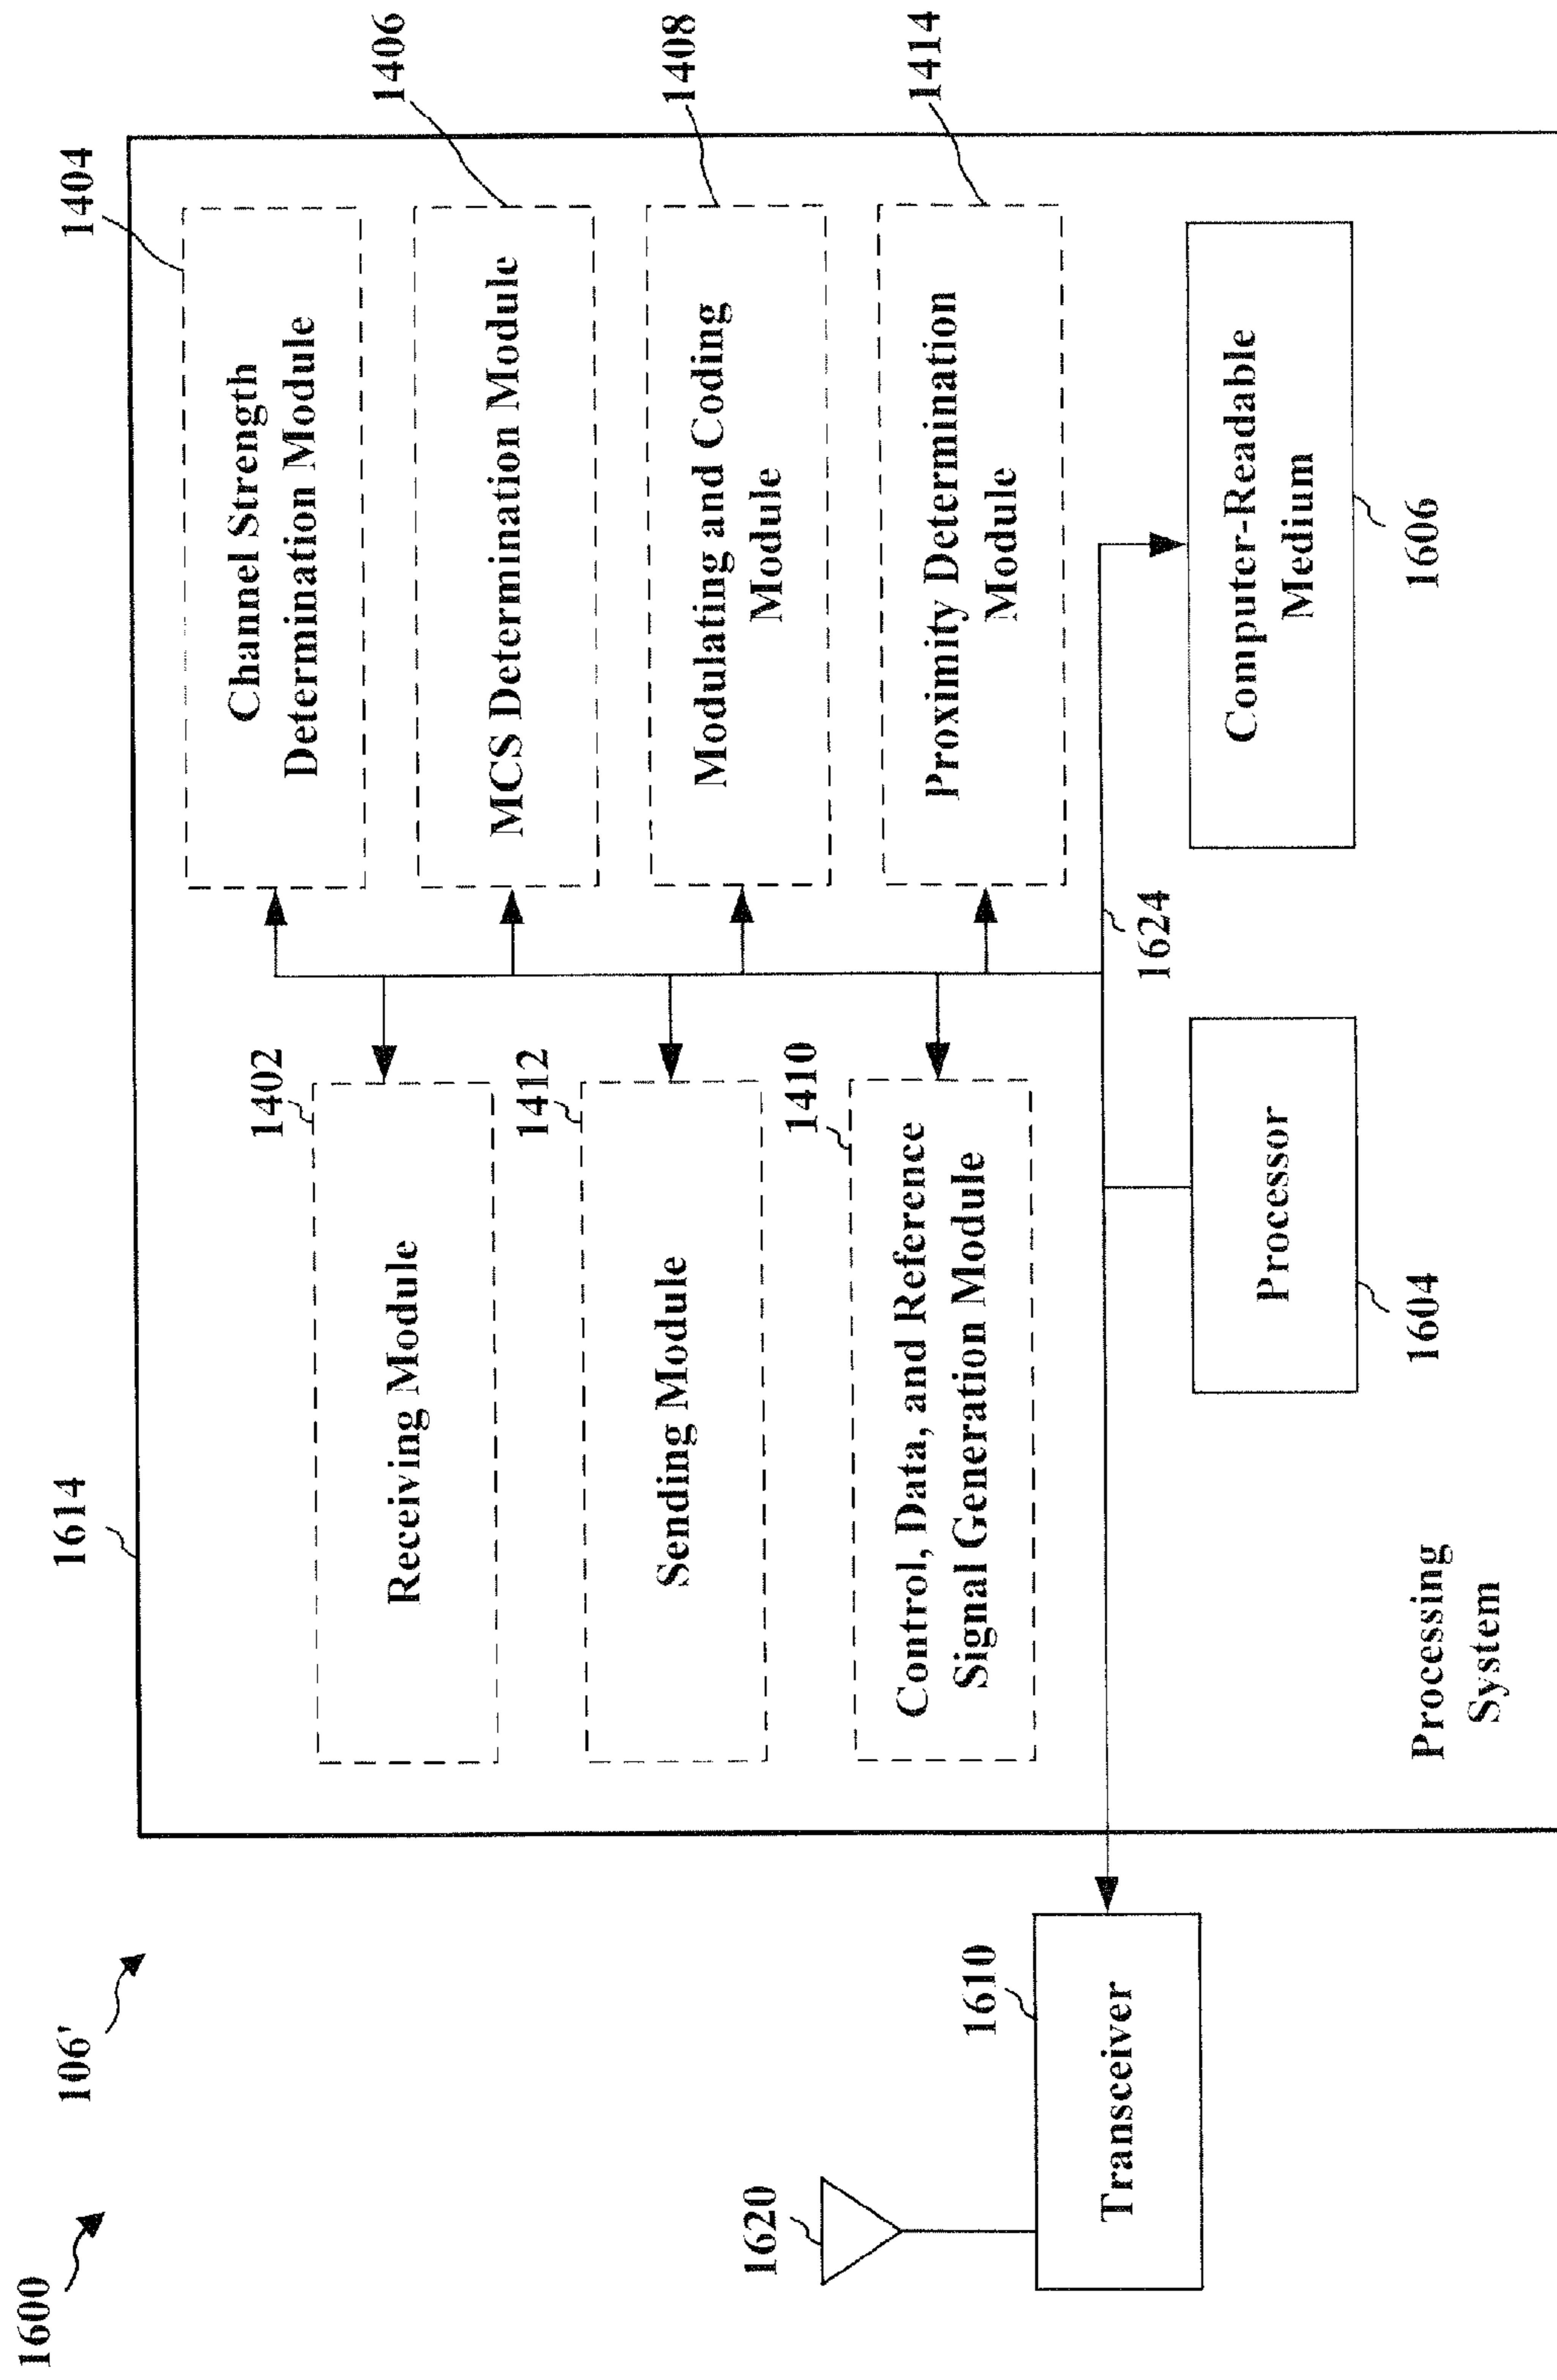 1600
106'
1614
1404
1406
1408
1414
Channel Strength
Determination Module
MCS Determination Module
Modulating and Coding
Module
Proximity Determination
Module
1402
Receiving Module
1412
Sending Module
1410
Control, Data, and Reference
Signal Generation Module
1624
1620
1610
Transceiver
Processor
1604
Computer-Readable
Medium
1606
Processing
System